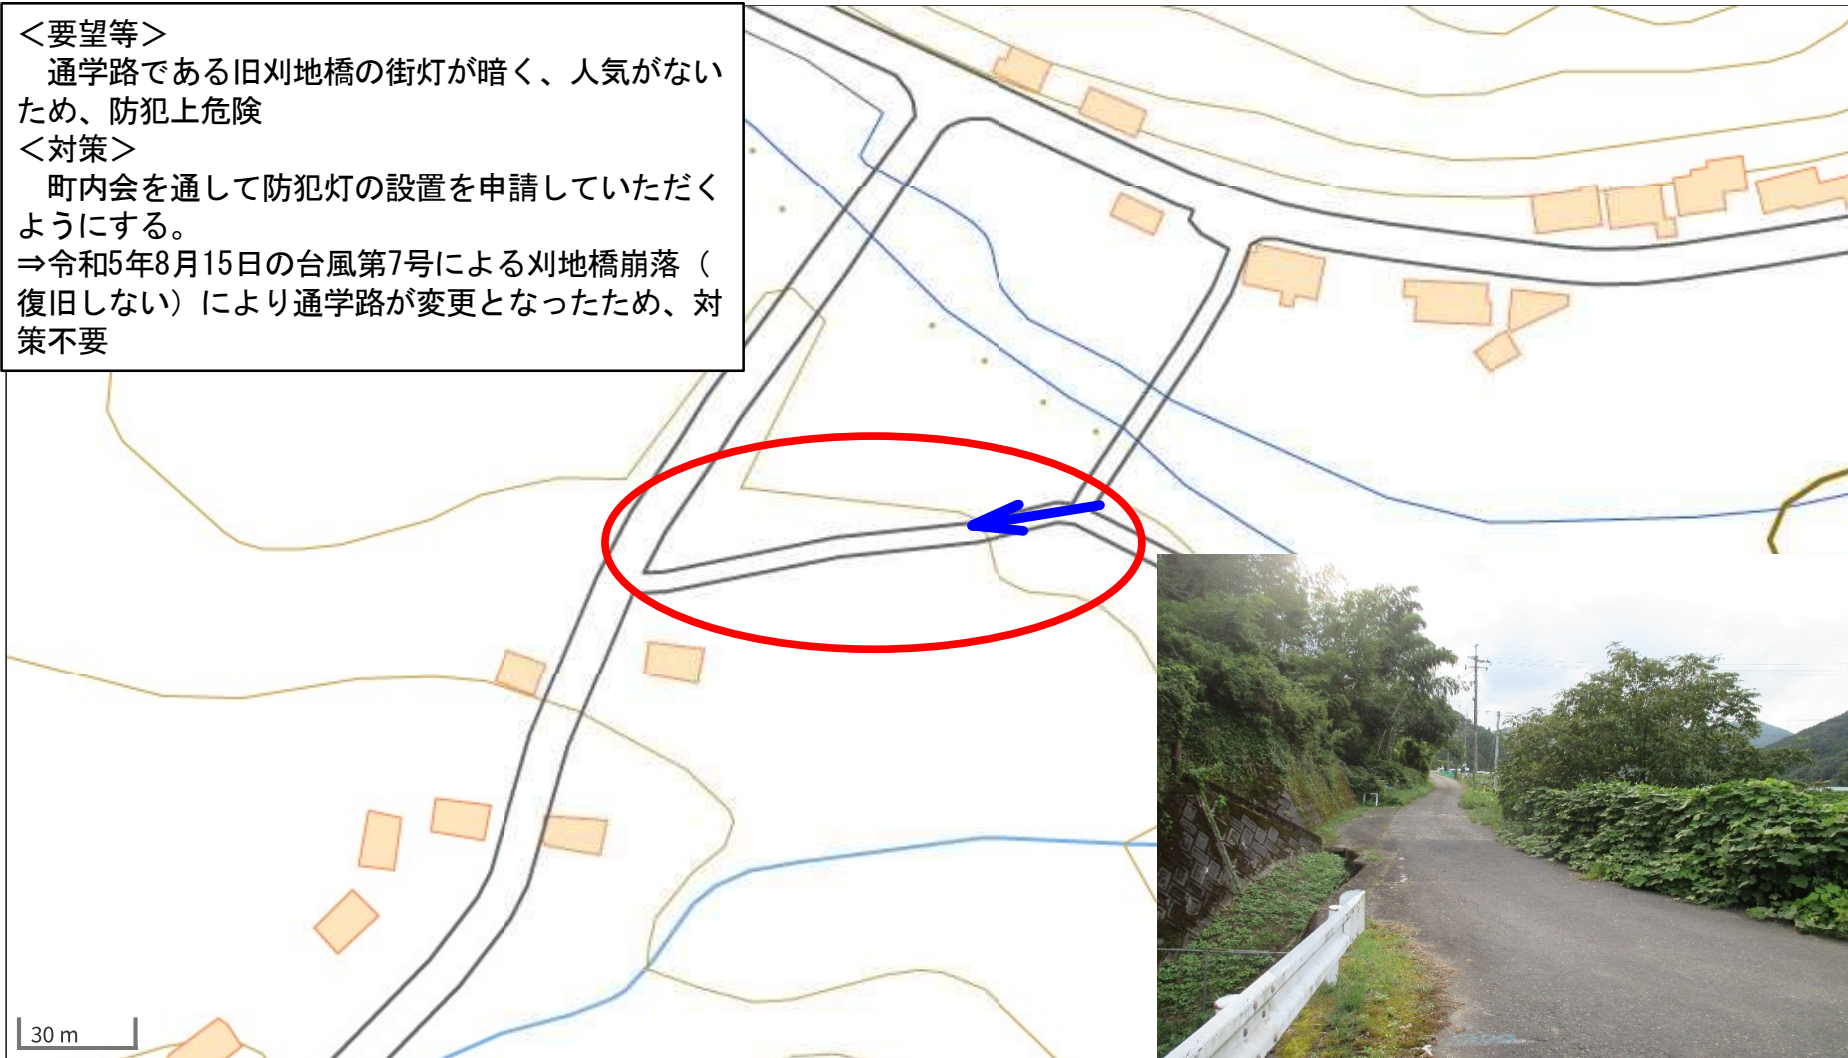 ＜要望等＞
　通学路である旧刈地橋の街灯が暗く、人気がない
ため、防犯上危険
＜対策＞
　町内会を通して防犯灯の設置を申請していただく
ようにする。
⇒令和5年8月15日の台風第7号による刈地橋崩落（
復旧しない）により通学路が変更となったため、対
策不要
30 m